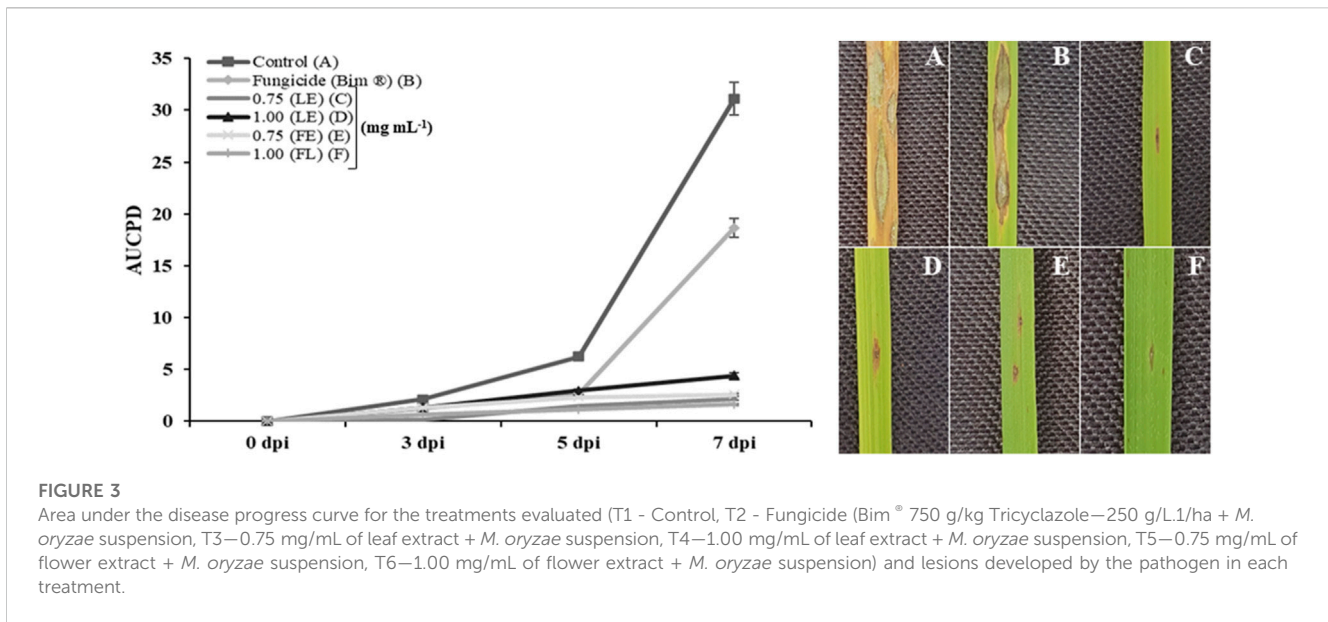 35
30
25
20
15
10
5
0
AUCPD
Control (A)
Fungicide (Bim ®) (B)
0.75 (LE) (C)
1.00 (LE) (D)
0.75 (FE) (E)
1.00 (FL) (F)
(mg mL-1)
0 dpi 3 dpi 5 dpi 7 dpi
A B C
D E F
FIGURE 3
Area under the disease progress curve for the treatments evaluated (T1 - Control, T2 - Fungicide (Bim ® 750 g/kg Tricyclazole—250 g/L.1/ha + M.
oryzae suspension, T3—0.75 mg/mL of leaf extract + M. oryzae suspension, T4—1.00 mg/mL of leaf extract + M. oryzae suspension, T5—0.75 mg/mL of
flower extract + M. oryzae suspension, T6—1.00 mg/mL of flower extract + M. oryzae suspension) and lesions developed by the pathogen in each
treatment.